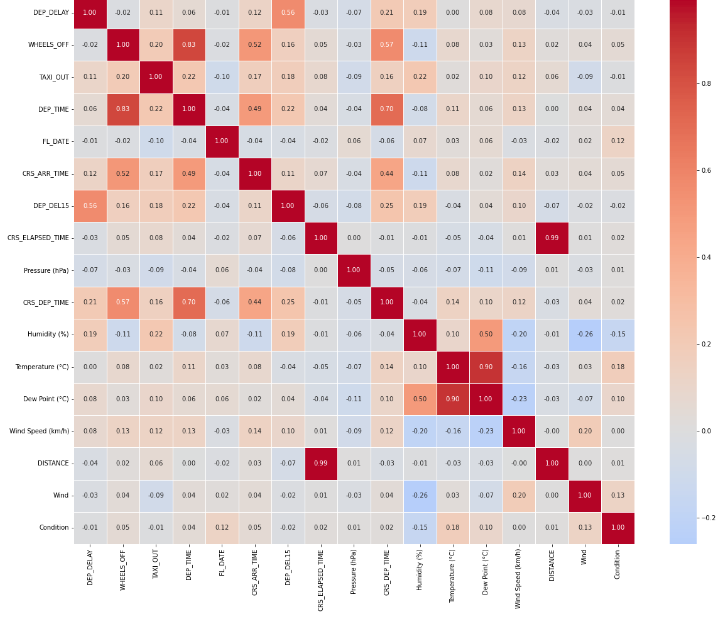 DEP_DELAY 1.00 -0.02 0.11 0.06 -0.01 0.12 0.56 -0.03 -0.07 0.21 0.19 0.00 0.08 0.08 -0.04 -0.03 -0.01
WHEELS_OFF -0.02 1.00 0.20 0.83 -0.02 0.52 0.16 0.05 -0.03 0.57 -0.11 0.08 0.03 0.13 0.02 0.04 0.05
0.8
TAXI_OUT 0.11 0.20 1.00 0.22 -0.10 0.17 0.18 0.08 -0.09 0.16 0.22 0.02 0.10 0.12 0.06 -0.09 -0.01
DEP_TIME 0.06 0.83 0.22 1.00 -0.04 0.49 0.22 0.04 -0.04 0.70 -0.08 0.11 0.06 0.13 0.00 0.04 0.04
FL_DATE -0.01 -0.02 -0.10 -0.04 1.00 -0.04 -0.04 -0.02 0.06 -0.06 0.07 0.03 0.06 -0.03 -0.02 0.02 0.12
0.6
CRS_ARR_TIME 0.12 0.52 0.17 0.49 -0.04 1.00 0.11 0.07 -0.04 0.44 -0.11 0.08 0.02 0.14 0.03 0.04 0.05
DEP_DEL15 0.56 0.16 0.18 0.22 -0.04 0.11 1.00 -0.06 -0.08 0.25 0.19 -0.04 0.04 0.10 -0.07 -0.02 -0.02
CRS_ELAPSED_TIME -0.03 0.05 0.08 0.04 -0.02 0.07 -0.06 1.00 0.00 -0.01 -0.01 -0.05 -0.04 0.01 0.99 0.01 0.02
0.4
Pressure (hPa) -0.07 -0.03 -0.09 -0.04 0.06 -0.04 -0.08 0.00 1.00 -0.05 -0.06 -0.07 -0.11 -0.09 0.01 -0.03 0.01
CRS_DEP_TIME 0.21 0.57 0.16 0.70 -0.06 0.44 0.25 -0.01 -0.05 1.00 -0.04 0.14 0.10 0.12 -0.03 0.04 0.02
Humidity (%) 0.19 -0.11 0.22 -0.08 0.07 -0.11 0.19 -0.01 -0.06 -0.04 1.00 0.10 0.50 -0.20 -0.01 -0.26 -0.15
0.2
Temperature (°C) 0.00 0.08 0.02 0.11 0.03 0.08 -0.04 -0.05 -0.07 0.14 0.10 1.00 0.90 -0.16 -0.03 0.03 0.18
Dew Point (°C) 0.08 0.03 0.10 0.06 0.06 0.02 0.04 -0.04 -0.11 0.10 0.50 0.90 1.00 -0.23 -0.03 -0.07 0.10
Wind Speed (km/h) 0.08 0.13 0.12 0.13 -0.03 0.14 0.10 0.01 -0.09 0.12 -0.20 -0.16 -0.23 1.00 -0.00 0.20 0.00
0.0
DISTANCE -0.04 0.02 0.06 0.00 -0.02 0.03 -0.07 0.99 0.01 -0.03 -0.01 -0.03 -0.03 -0.00 1.00 0.00 0.01
Wind -0.03 0.04 -0.09 0.04 0.02 0.04 -0.02 0.01 -0.03 0.04 -0.26 0.03 -0.07 0.20 0.00 1.00 0.13
−0.2
Condition -0.01 0.05 -0.01 0.04 0.12 0.05 -0.02 0.02 0.01 0.02 -0.15 0.18 0.10 0.00 0.01 0.13 1.00
DEP_DELAY
WHEELS_OFF
TAXI_OUT
DEP_TIME
FL_DATE
CRS_ARR_TIME
DEP_DEL15
CRS_ELAPSED_TIME
Pressure (hPa)
CRS_DEP_TIME
Humidity (%)
Temperature (°C)
Dew Point (°C)
Wind Speed (km/h)
DISTANCE
Wind
Condition